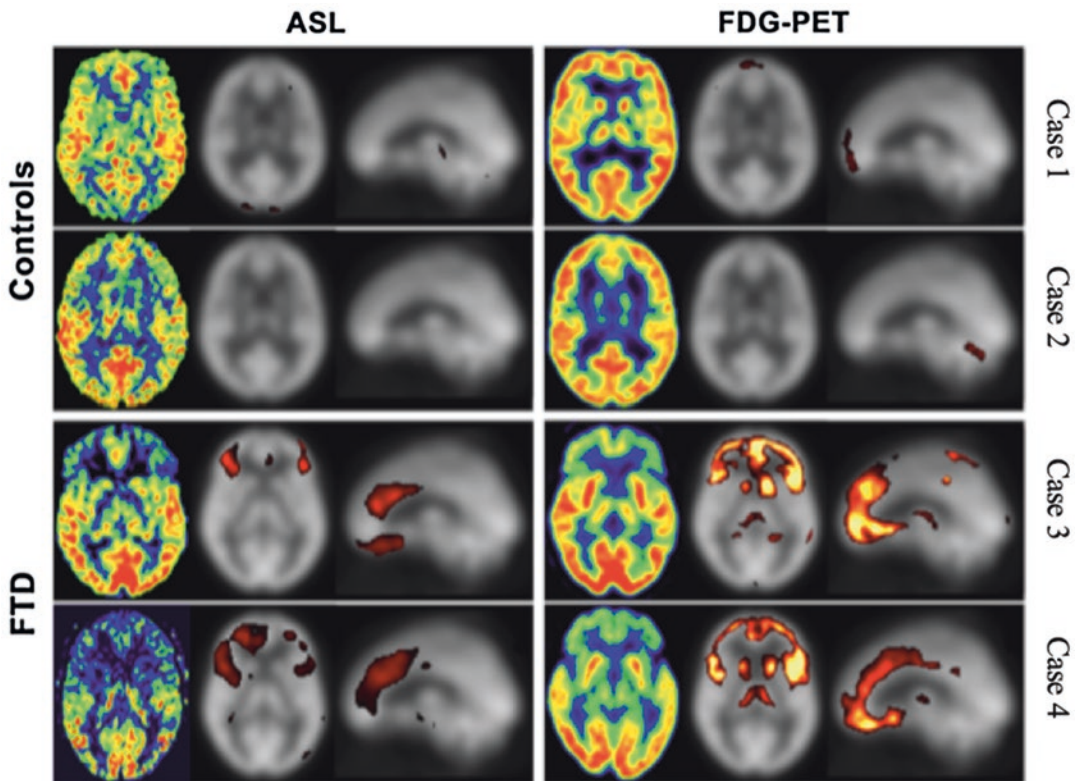 ASL
FDG-PET
Controls
Case 1
Case 2
FTD
Case 3
Case 4